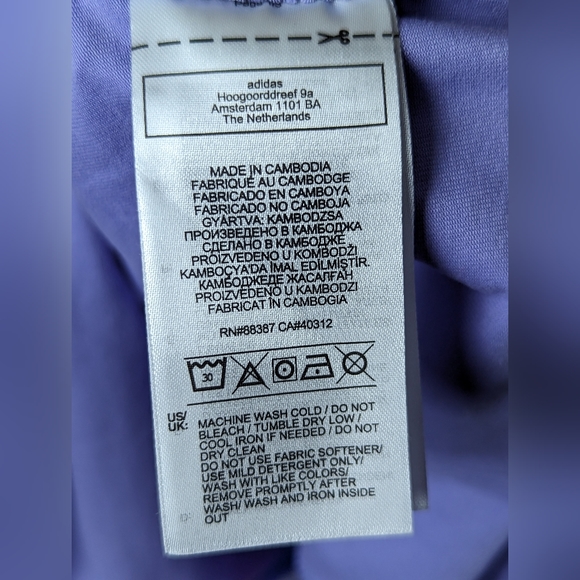 adidas
Hoogoorddreef 9a
Amsterdam 1101 BA
The Netherlands
MADE IN CAMBODIA
FABRIQUÉ AU CAMBODGE
FABRICADO EN CAMBOYA
FABRICADO NO CAMBOJA
GYÁRTVA: KAMBODZSA
ПРОИЗВЕДЕНО В КАМБОДЖА
СДЕЛАНО В КАМБОДЖЕ
PROIZVEDENO U KOMBODŽI
KAMBOÇYA'DA İMAL EDİLMİŞTİR.
КАМБОДЖЕДЕ ЖАСАЛҒАН
PROIZVEDENO U KAMBODŽI
FABRICAT ÎN CAMBOGIA
RN#88387 CA#40312
30
US/
UK:
MACHINE WASH COLD / DO NOT
BLEACH / TUMBLE DRY LOW /
COOL IRON IF NEEDED / DO NOT
DRY CLEAN
DO NOT USE FABRIC SOFTENER/
USE MILD DETERGENT ONLY/
WASH WITH LIKE COLORS/
REMOVE PROMPTLY AFTER
WASH/ WASH AND IRON INSIDE
OUT